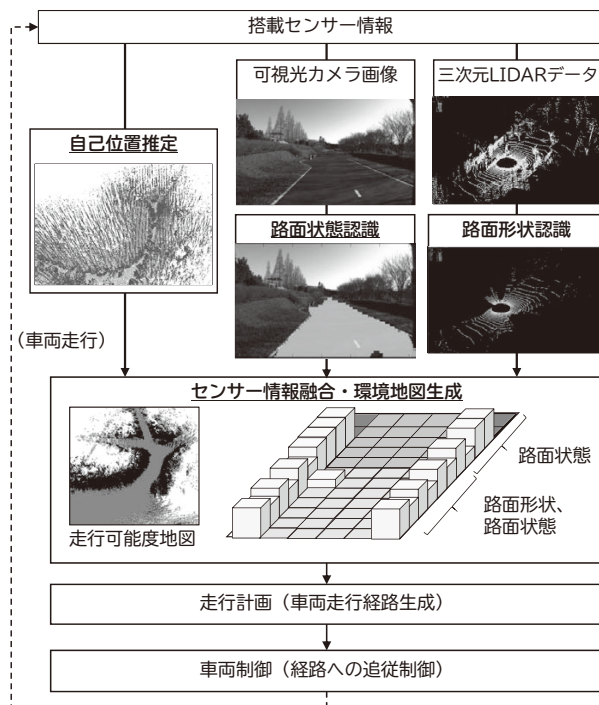 搭載センサー情報
可視光カメラ画像
三次元LIDARデータ
自己位置推定
路面状態認識
路面形状認識
（車両走行）
センサー情報融合・環境地図生成
路面状態
路面形状、
路面状態
走行可能度地図
走行計画（車両走行経路生成）
車両制御（経路への追従制御）